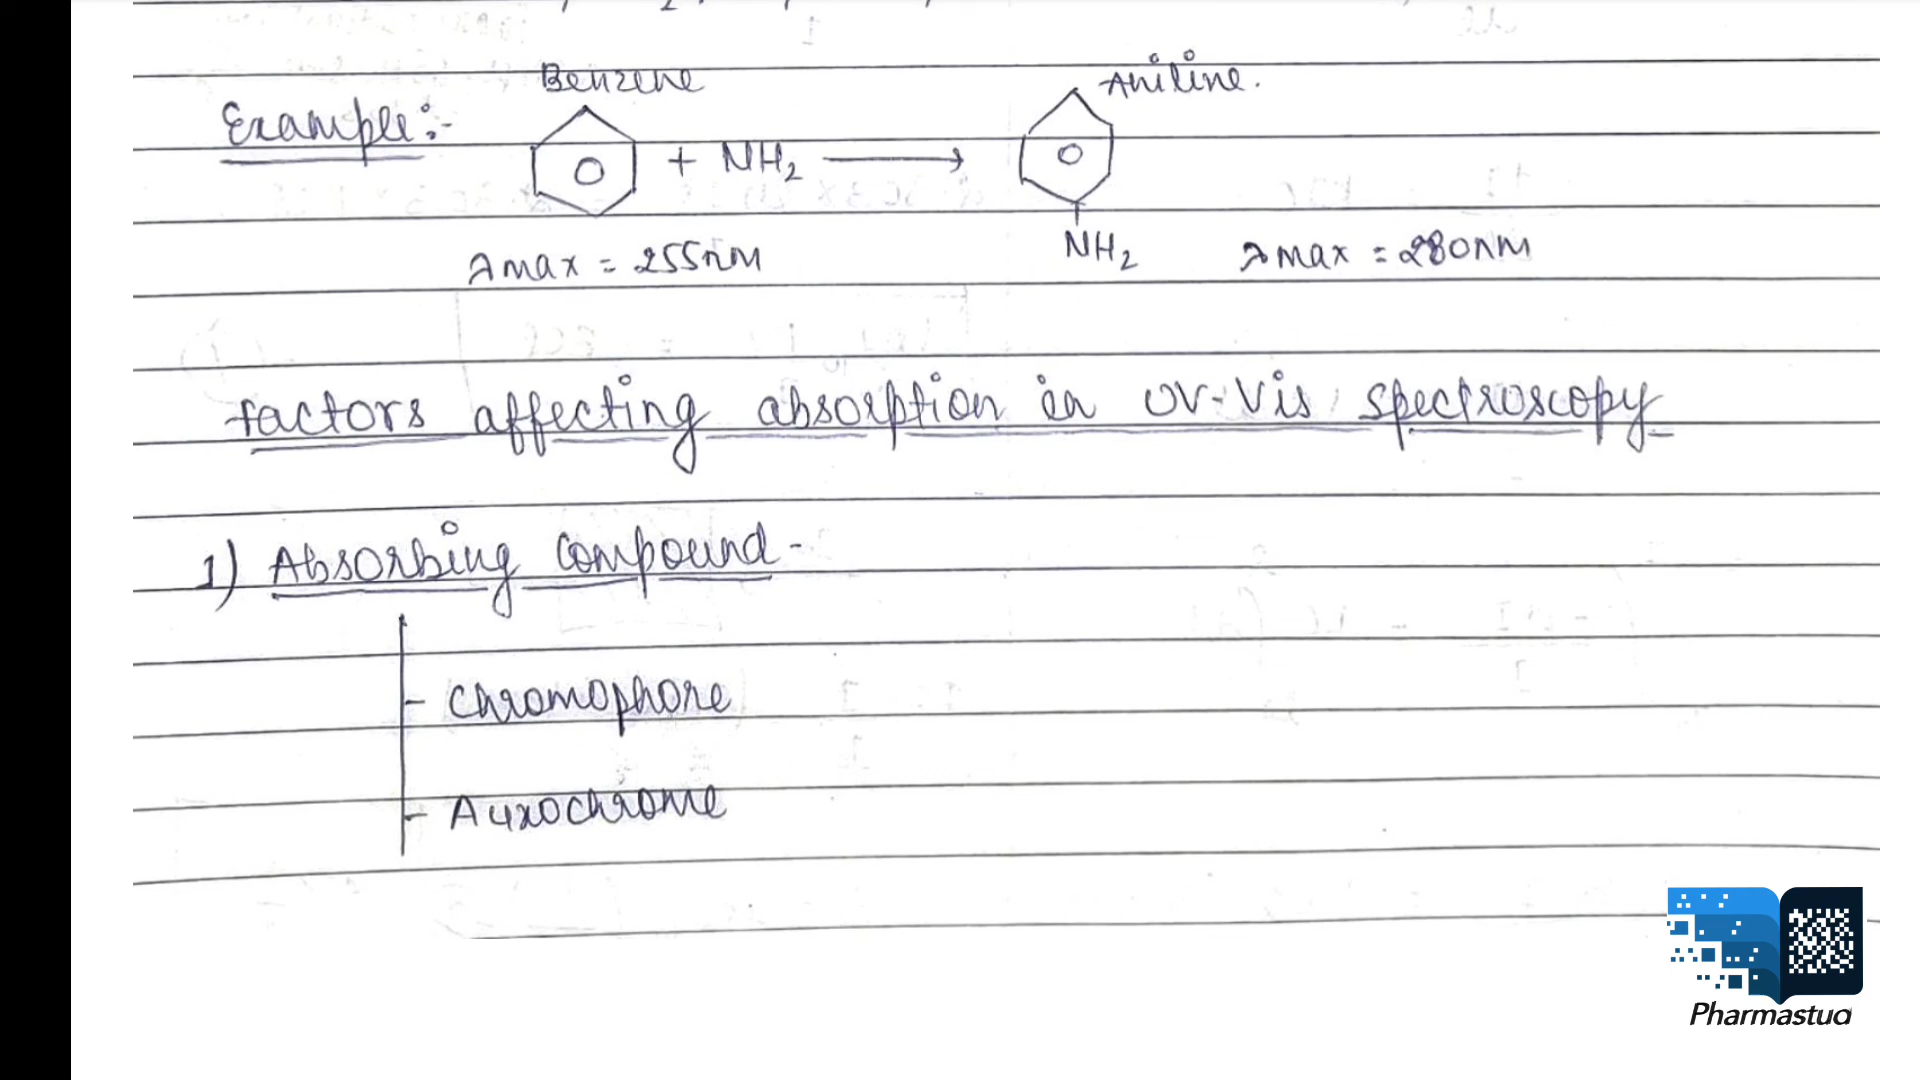 Benzene
Aniline.
Example:-
+ NH2
NH2
λmax = 255nm
λmax = 280nm
factors affecting absorption in UV-Vis spectroscopy
1) Absorbing Compound -
- Chromophore
- Auxochrome
Pharmastud